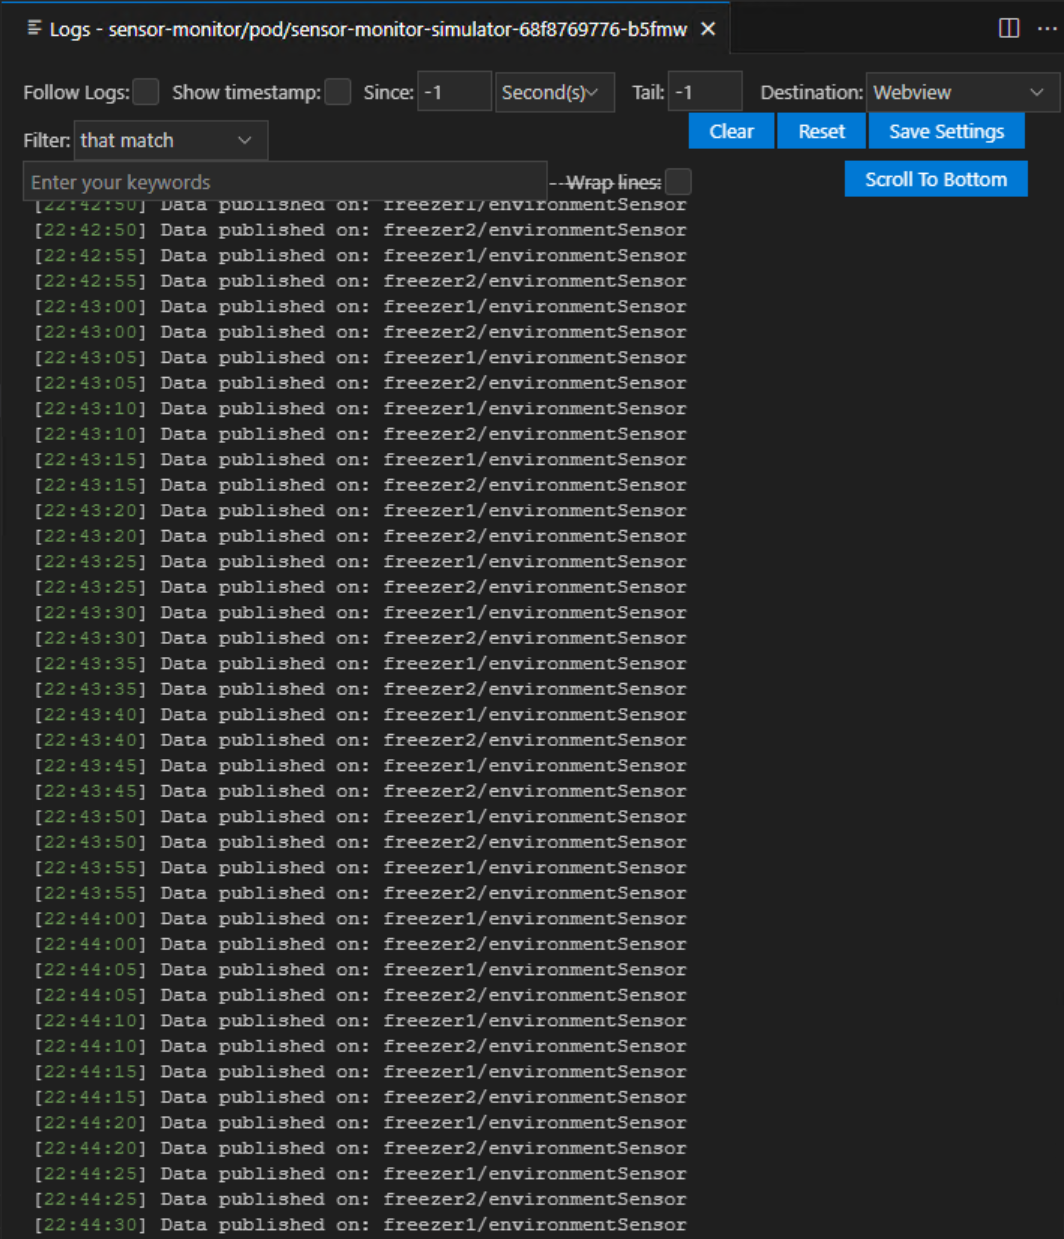 Logs - sensor-monitor/pod/sensor-monitor-simulator-68f8769776-b5fmw
Follow Logs: Show timestamp: Since: -1 Second(s) Tail: -1 Destination: Webview
Filter: that match Clear Reset Save Settings
Enter your keywords --Wrap lines: Scroll To Bottom
[22:42:50] Data published on: freezer1/environmentSensor
[22:42:50] Data published on: freezer2/environmentSensor
[22:42:55] Data published on: freezer1/environmentSensor
[22:42:55] Data published on: freezer2/environmentSensor
[22:43:00] Data published on: freezer1/environmentSensor
[22:43:00] Data published on: freezer2/environmentSensor
[22:43:05] Data published on: freezer1/environmentSensor
[22:43:05] Data published on: freezer2/environmentSensor
[22:43:10] Data published on: freezer1/environmentSensor
[22:43:10] Data published on: freezer2/environmentSensor
[22:43:15] Data published on: freezer1/environmentSensor
[22:43:15] Data published on: freezer2/environmentSensor
[22:43:20] Data published on: freezer1/environmentSensor
[22:43:20] Data published on: freezer2/environmentSensor
[22:43:25] Data published on: freezer1/environmentSensor
[22:43:25] Data published on: freezer2/environmentSensor
[22:43:30] Data published on: freezer1/environmentSensor
[22:43:30] Data published on: freezer2/environmentSensor
[22:43:35] Data published on: freezer1/environmentSensor
[22:43:35] Data published on: freezer2/environmentSensor
[22:43:40] Data published on: freezer1/environmentSensor
[22:43:40] Data published on: freezer2/environmentSensor
[22:43:45] Data published on: freezer1/environmentSensor
[22:43:45] Data published on: freezer2/environmentSensor
[22:43:50] Data published on: freezer1/environmentSensor
[22:43:50] Data published on: freezer2/environmentSensor
[22:43:55] Data published on: freezer1/environmentSensor
[22:43:55] Data published on: freezer2/environmentSensor
[22:44:00] Data published on: freezer1/environmentSensor
[22:44:00] Data published on: freezer2/environmentSensor
[22:44:05] Data published on: freezer1/environmentSensor
[22:44:05] Data published on: freezer2/environmentSensor
[22:44:10] Data published on: freezer1/environmentSensor
[22:44:10] Data published on: freezer2/environmentSensor
[22:44:15] Data published on: freezer1/environmentSensor
[22:44:15] Data published on: freezer2/environmentSensor
[22:44:20] Data published on: freezer1/environmentSensor
[22:44:20] Data published on: freezer2/environmentSensor
[22:44:25] Data published on: freezer1/environmentSensor
[22:44:25] Data published on: freezer2/environmentSensor
[22:44:30] Data published on: freezer1/environmentSensor